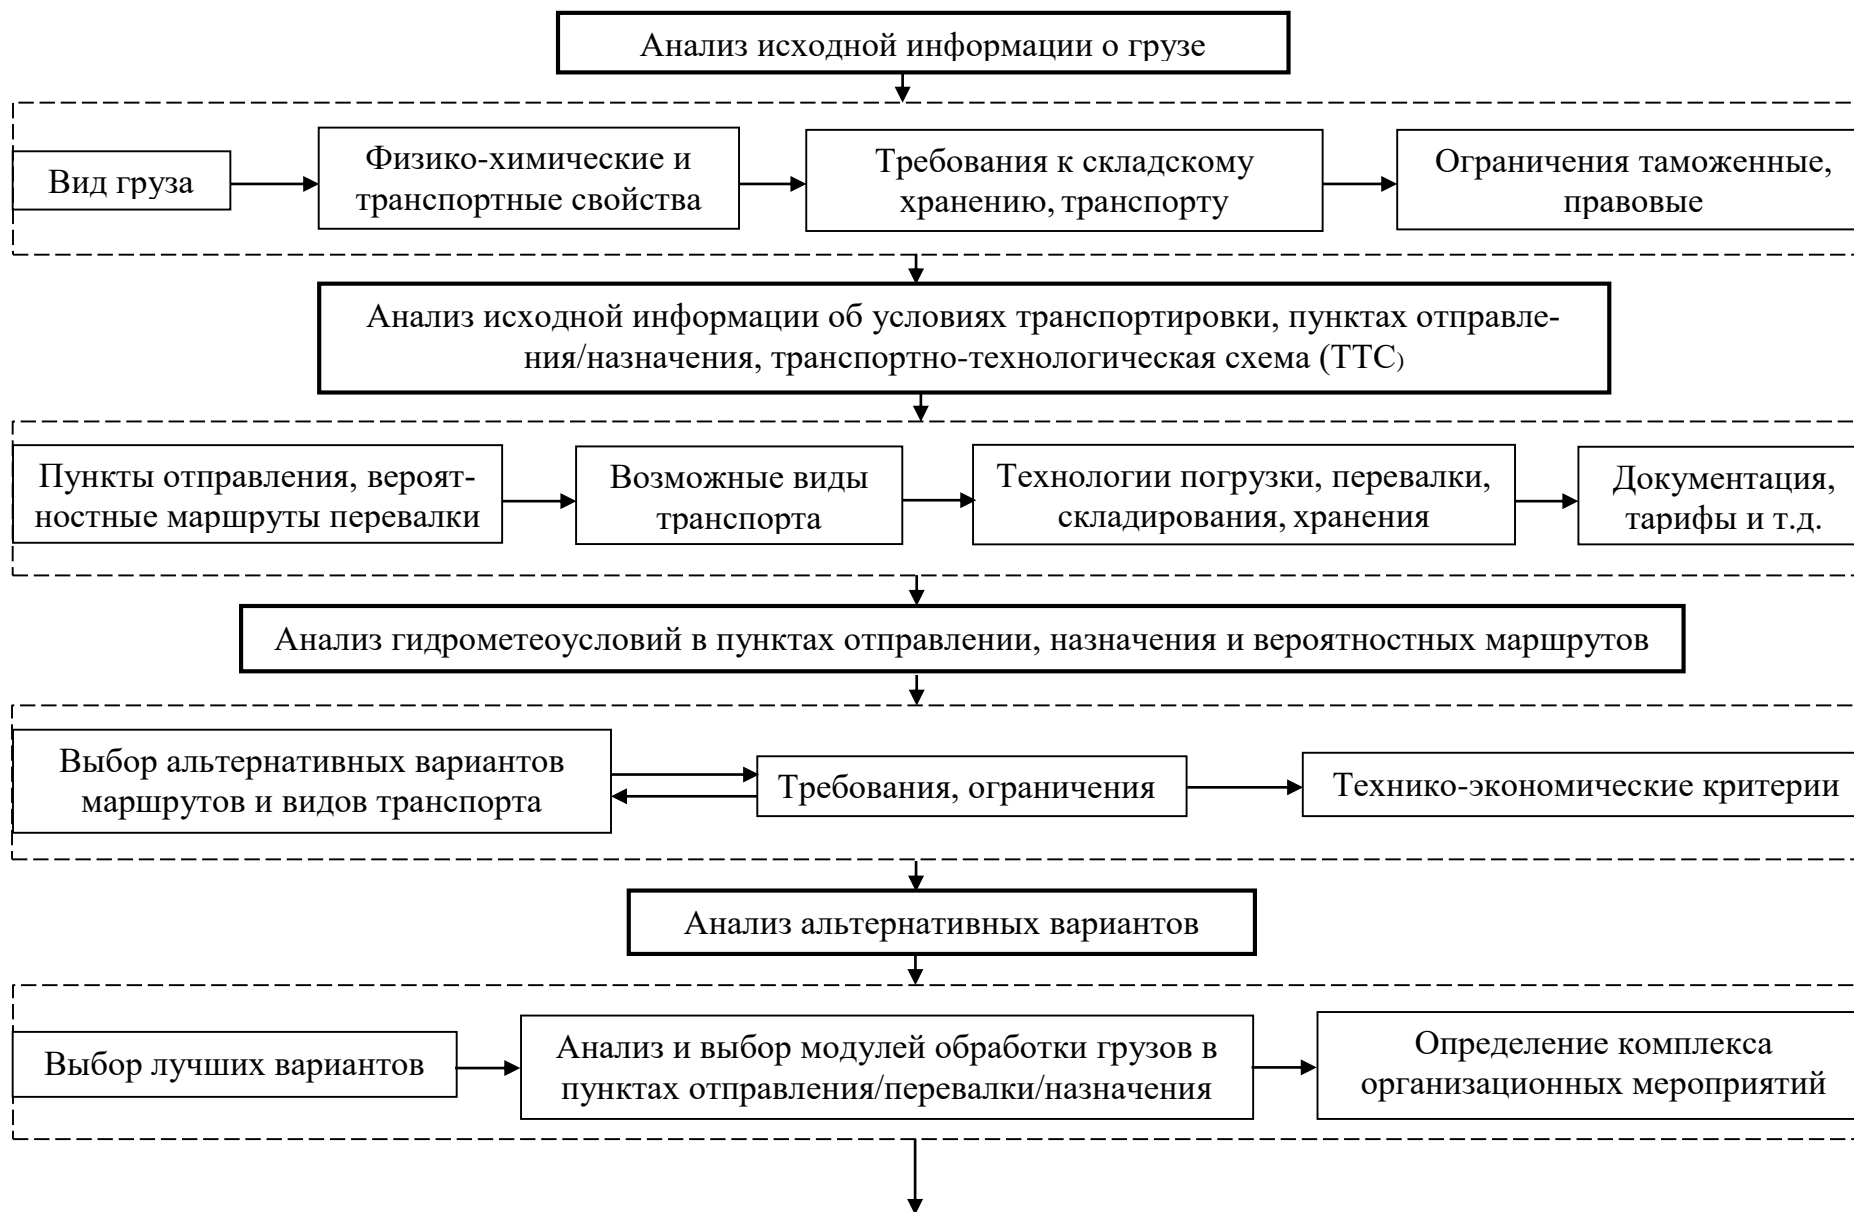 Анализ исходной информации о грузе
Вид груза
Физико-химические и
транспортные свойства
Требования к складскому
хранению, транспорту
Ограничения таможенные,
правовые
Анализ исходной информации об условиях транспортировки, пунктах отправле-
ния/назначения, транспортно-технологическая схема (ТТС)
Пункты отправления, вероят-
ностные маршруты перевалки
Возможные виды
транспорта
Технологии погрузки, перевалки,
складирования, хранения
Документация,
тарифы и т.д.
Анализ гидрометеоусловий в пунктах отправлении, назначения и вероятностных маршрутов
Выбор альтернативных вариантов
маршрутов и видов транспорта
Требования, ограничения
Технико-экономические критерии
Анализ альтернативных вариантов
Выбор лучших вариантов
Анализ и выбор модулей обработки грузов в
пунктах отправления/перевалки/назначения
Определение комплекса
организационных мероприятий